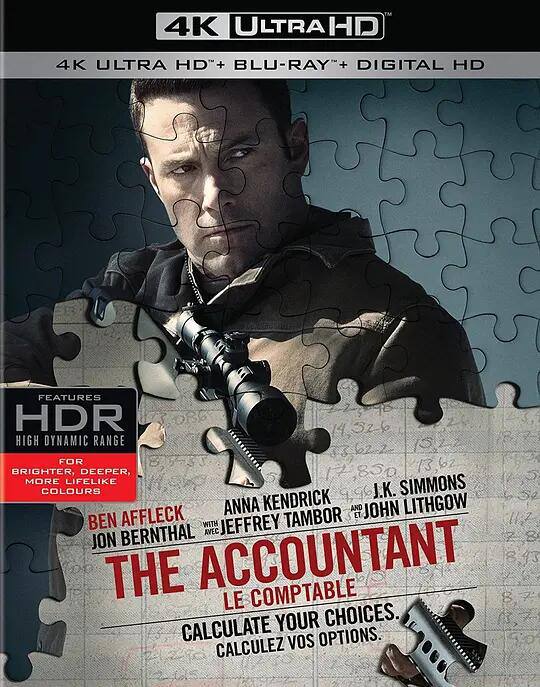 4K ULTRA HD™
4K ULTRA HD™ + BLU-RAY™ + DIGITAL HD
FEATURES
HDR
HIGH DYNAMIC RANGE
FOR
BRIGHTER, DEEPER,
MORE LIFELIKE
COLOURS
BEN AFFLECK ANNA KENDRICK J.K. SIMMONS
JON BERNTHAL WITH AVEC JEFFREY TAMBOR AND ET JOHN LITHGOW
THE ACCOUNTANT
LE COMPTABLE
CALCULATE YOUR CHOICES.
CALCULEZ VOS OPTIONS.